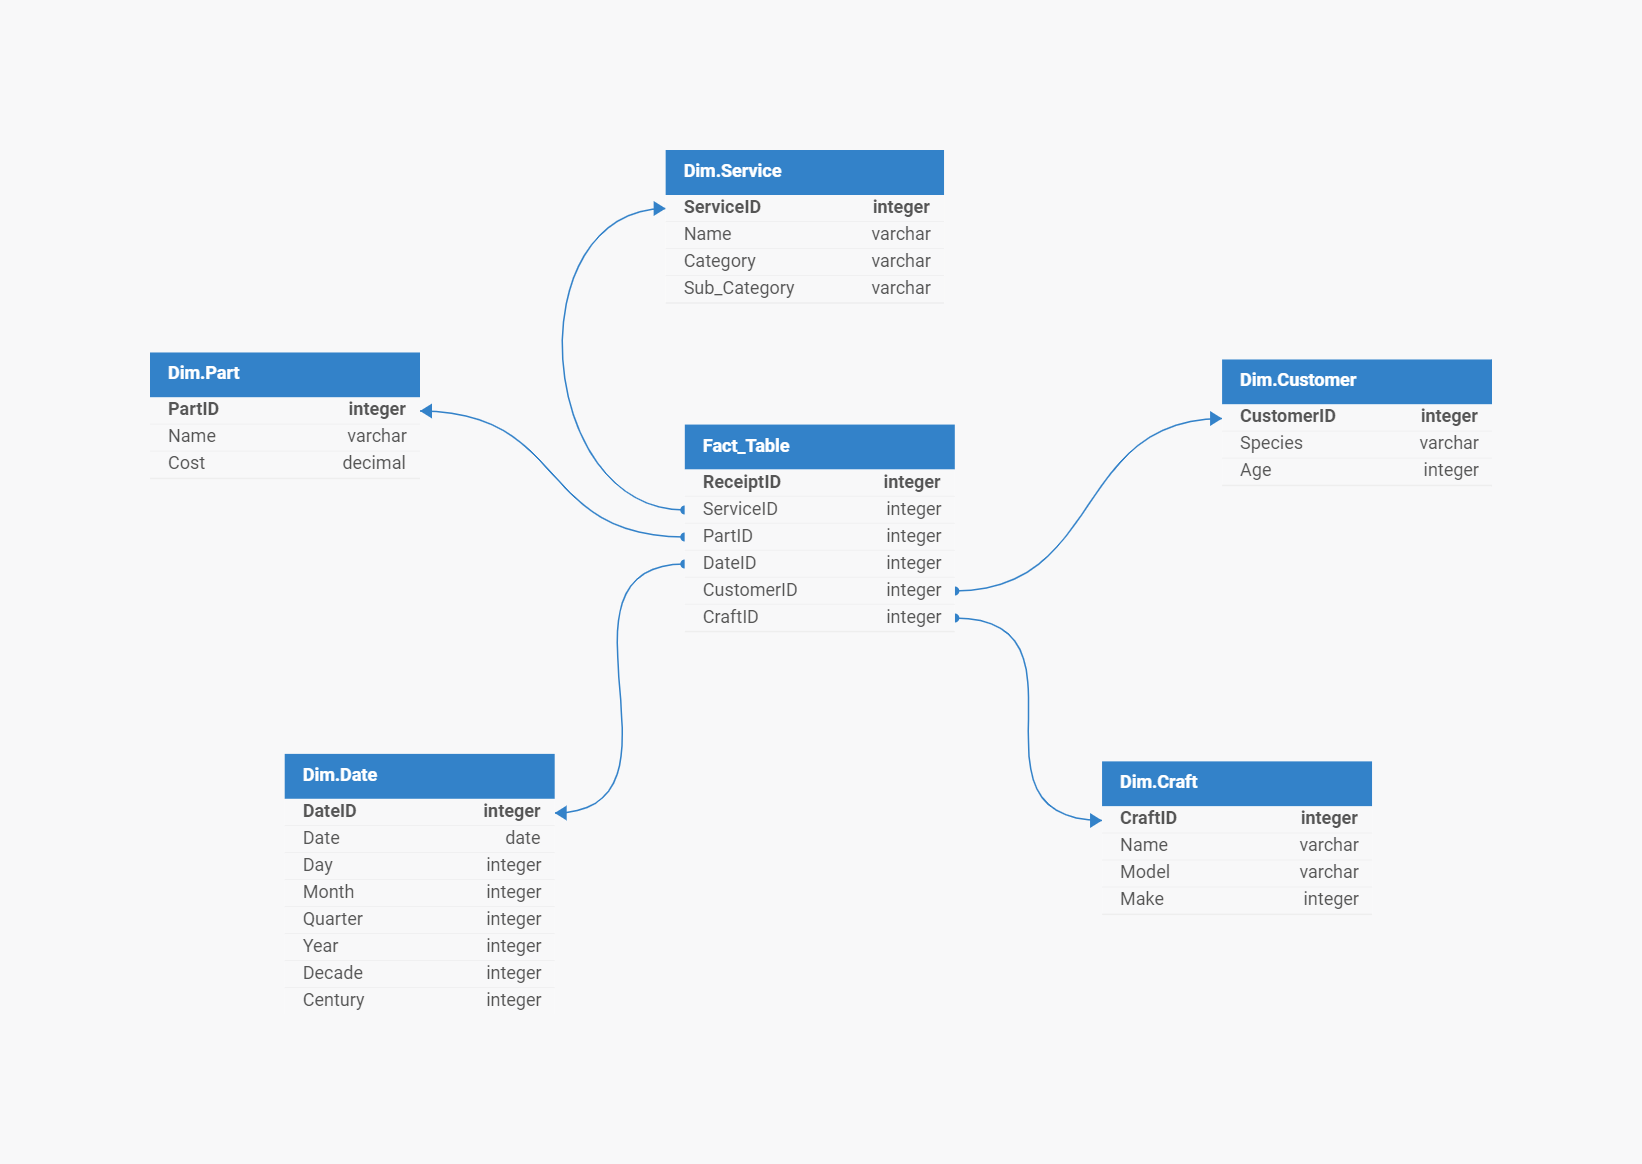 Dim.Service
ServiceID integer
Name varchar
Category varchar
Sub_Category varchar
Dim.Part
PartID integer
Name varchar
Cost decimal
Dim.Customer
CustomerID integer
Species varchar
Age integer
Fact_Table
ReceiptID integer
ServiceID integer
PartID integer
DateID integer
CustomerID integer
CraftID integer
Dim.Date
DateID integer
Date date
Day integer
Month integer
Quarter integer
Year integer
Decade integer
Century integer
Dim.Craft
CraftID integer
Name varchar
Model varchar
Make integer